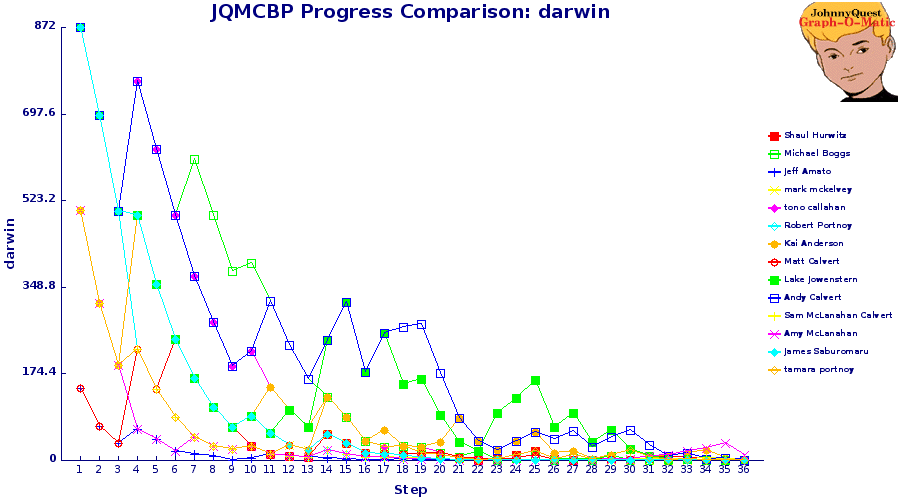 JQMCBP Progress Comparison: darwin
JohnnyQuest
Graph-O-Matic
872
697.6
523.2
348.8
174.4
0
darwin
1 2 3 4 5 6 7 8 9 10 11 12 13 14 15 16 17 18 19 20 21 22 23 24 25 26 27 28 29 30 31 32 33 34 35 36
Step
Shaul Hurwitz
Michael Boggs
Jeff Amato
mark mckelvey
tono callahan
Robert Portnoy
Kai Anderson
Matt Calvert
Lake Jowenstern
Andy Calvert
Sam McLanahan Calvert
Amy McLanahan
James Saburomaru
tamara portnoy